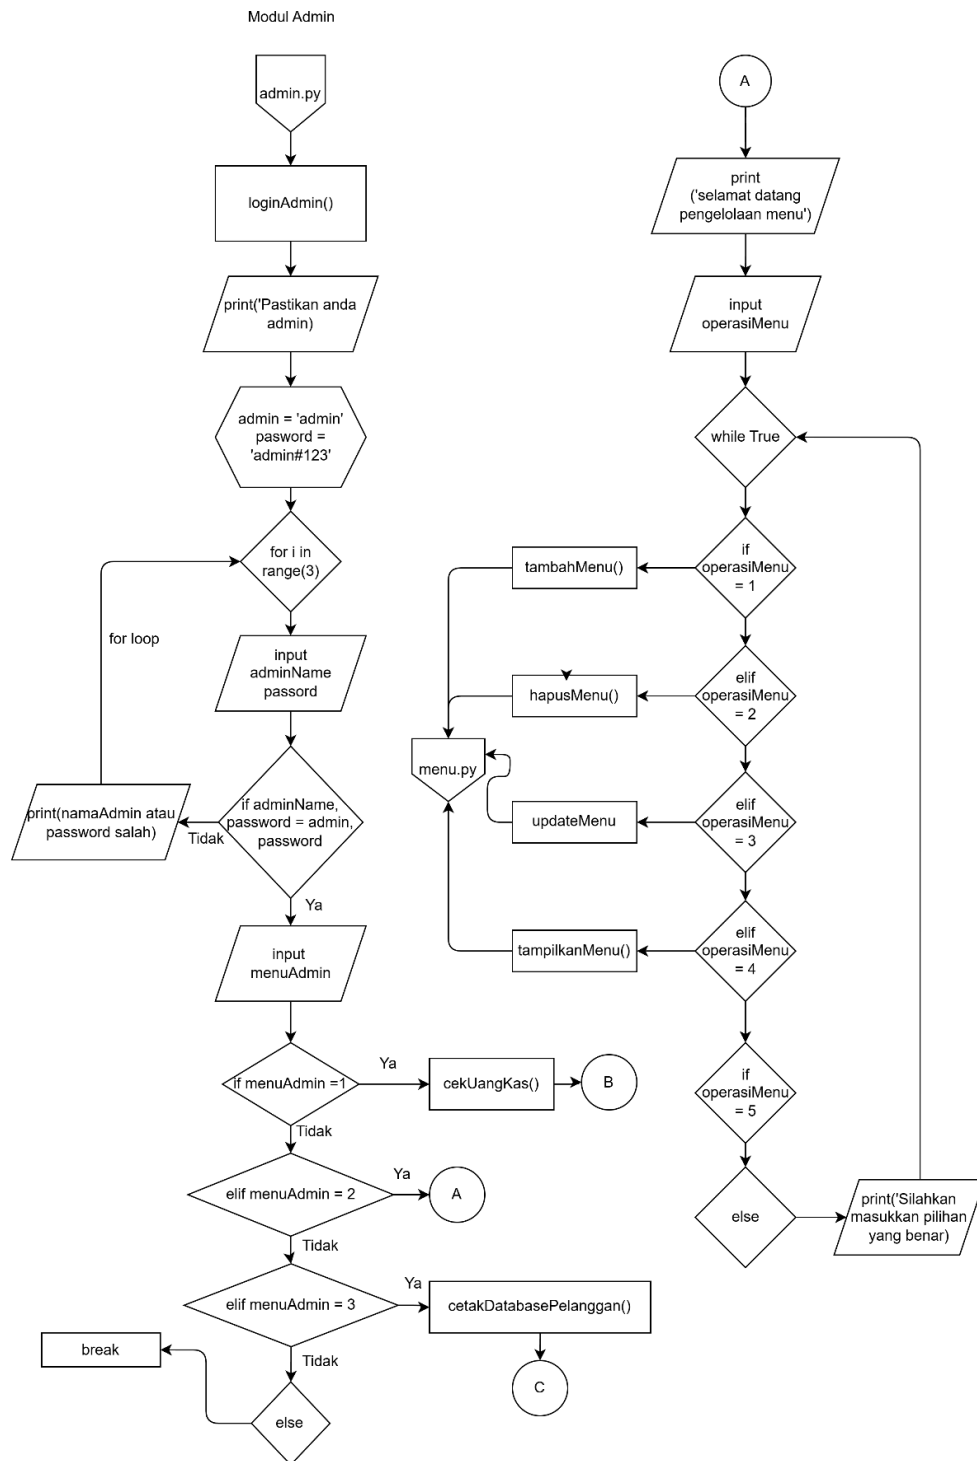 Modul Admin
admin.py
loginAdmin()
print('Pastikan anda
admin)
admin = 'admin'
pasword =
'admin#123'
for i in
range(3)
for loop
input
adminName
passord
if adminName,
password = admin,
password
Tidak
print(namaAdmin atau
password salah)
Ya
input
menuAdmin
if menuAdmin =1
Ya
cekUangKas()
B
Tidak
elif menuAdmin = 2
Ya
A
Tidak
elif menuAdmin = 3
Ya
cetakDatabasePelanggan()
C
Tidak
break
else
A
print
('selamat datang
pengelolaan menu')
input
operasiMenu
while True
if
operasiMenu
= 1
tambahMenu()
elif
operasiMenu
= 2
hapusMenu()
menu.py
elif
operasiMenu
= 3
updateMenu
elif
operasiMenu
= 4
tampilkanMenu()
if
operasiMenu
= 5
else
print('Silahkan
masukkan pilihan
yang benar)